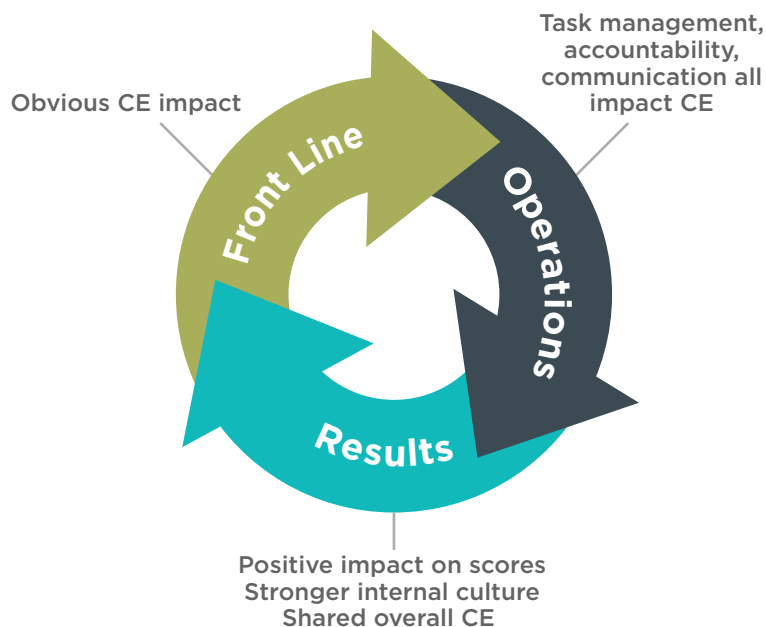 Task management,
accountability,
communication all
impact CE
Obvious CE impact
Front Line
Operations
Results
Positive impact on scores
Stronger internal culture
Shared overall CE